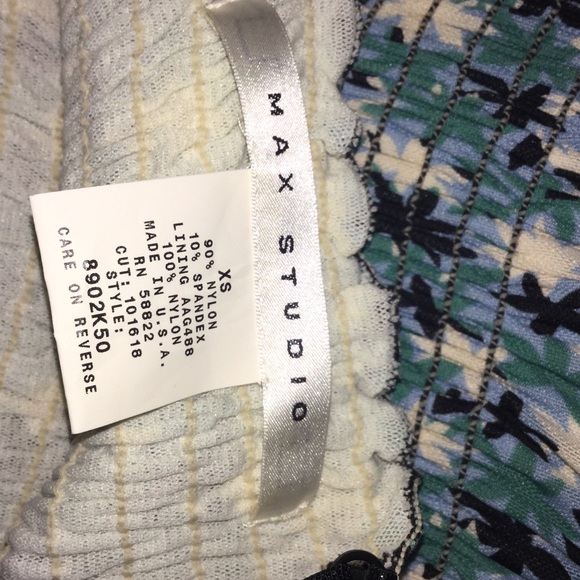 MAX STUDIO
XS
90% NYLON
10% SPANDEX
LINING AAG488
100% NYLON
MADE IN U.S.A.
RN 58822
CUT: 101618
STYLE:
8902K50
CARE ON REVERSE